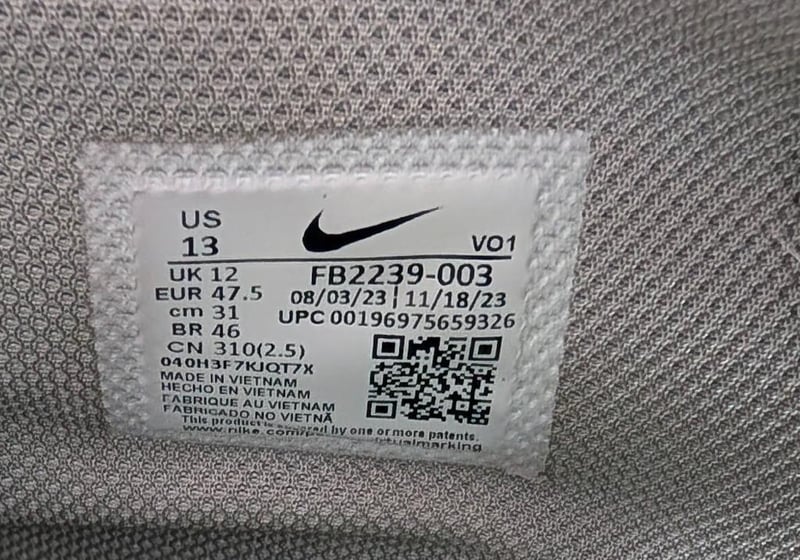 US
13
VO1
UK 12
EUR 47.5
cm 31
BR 46
CN 310(2.5)
FB2239-003
08/03/23 | 11/18/23
UPC 00196975659326
040H3F7KJQT7X
MADE IN VIETNAM
HECHO EN VIETNAM
FABRIQUE AU VIETNAM
FABRICADO NO VIETNÃ
This product is covered by one or more patents.